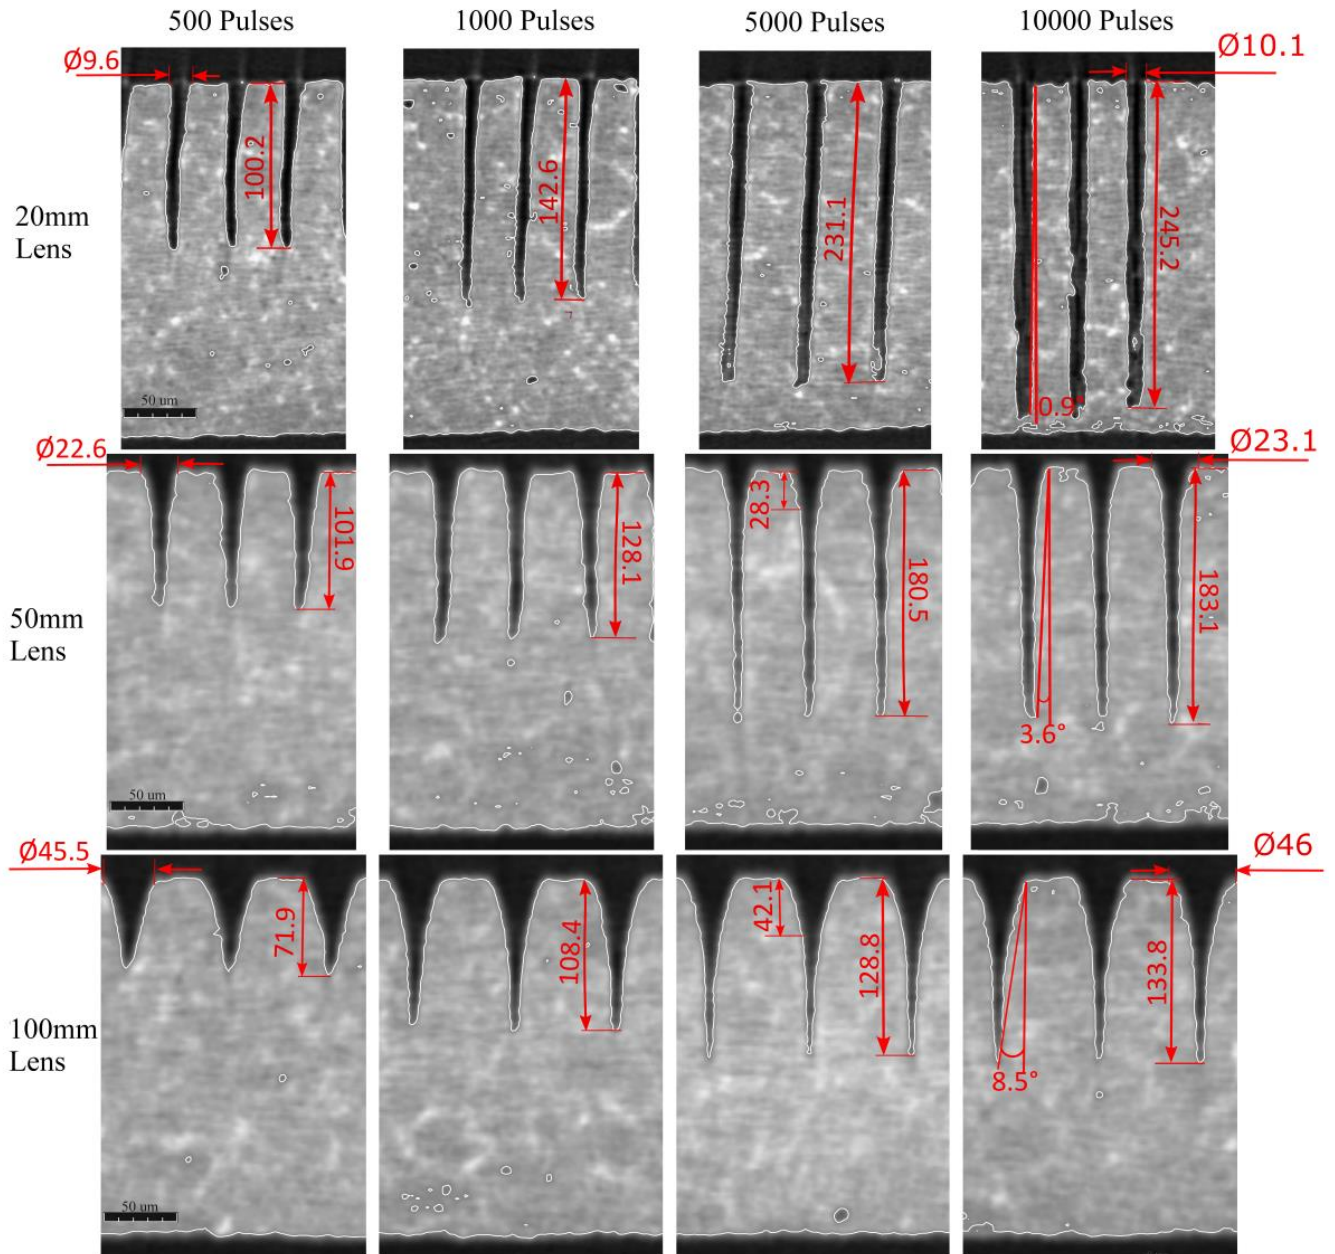 500 Pulses
1000 Pulses
5000 Pulses
10000 Pulses
20mm
Lens
Ø9.6
100.2
50 um
142.6
231.1
Ø10.1
245.2
0.9°
50mm
Lens
Ø22.6
101.9
50 um
128.1
28.3
180.5
Ø23.1
183.1
3.6°
100mm
Lens
Ø45.5
71.9
50 um
108.4
42.1
128.8
Ø46
133.8
8.5°